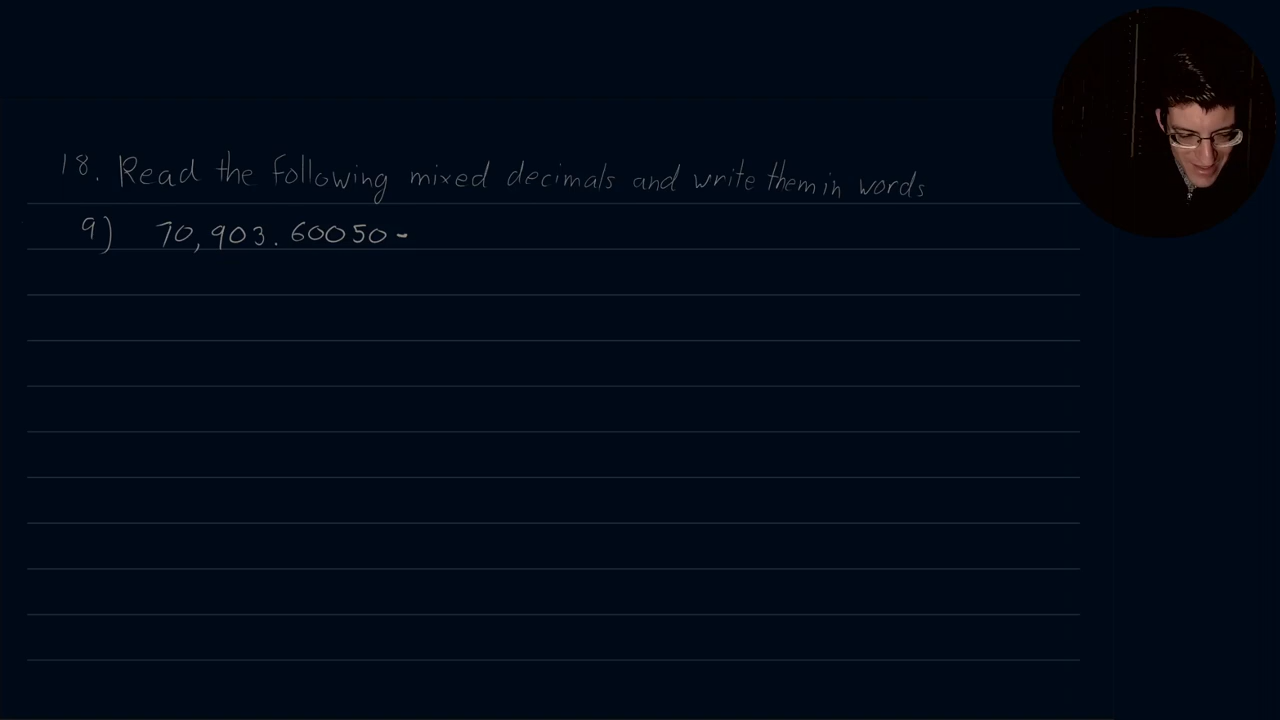 18. Read the following mixed decimals and write them in words
9) 70,903.60050-